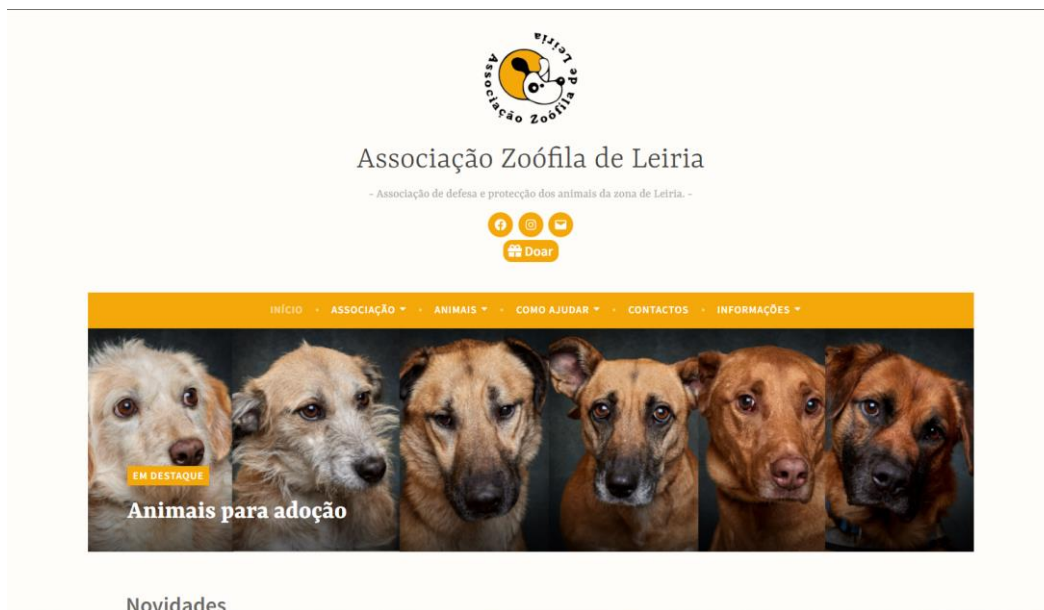 Associação Zoófila de Leiria
Associação Zoófila de Leiria
- Associação de defesa e protecção dos animais da zona de Leiria. -
Doar
INÍCIO · ASSOCIAÇÃO · ANIMAIS · COMO AJUDAR · CONTACTOS · INFORMAÇÕES
EM DESTAQUE
Animais para adoção
Novidades